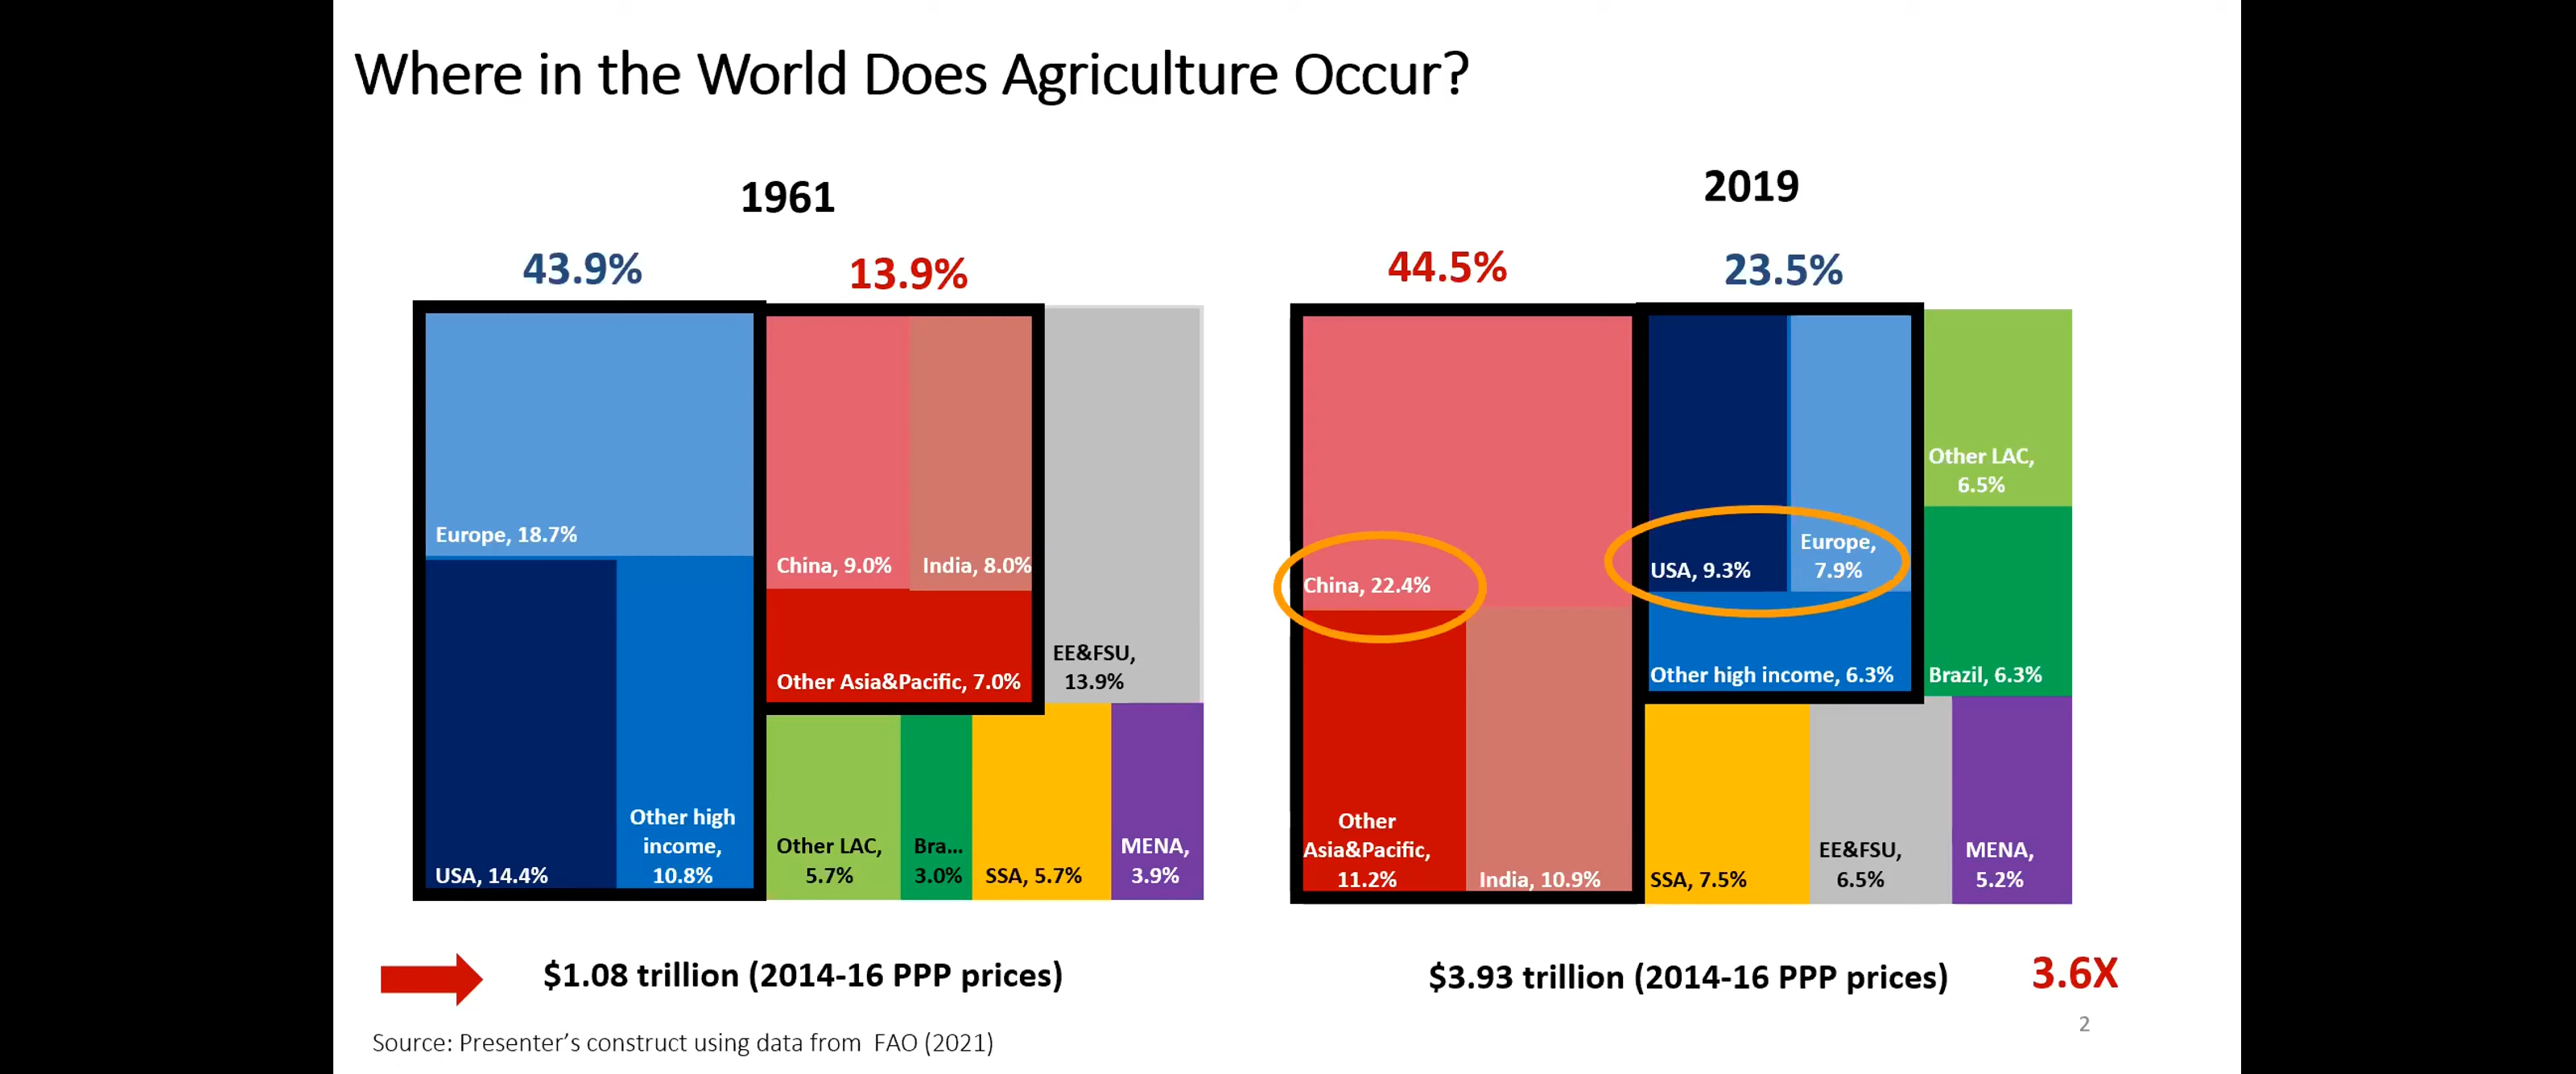 Where in the World Does Agriculture Occur?
1961
43.9%
13.9%
Europe, 18.7%
USA, 14.4%
Other high
income,
10.8%
China, 9.0%
India, 8.0%
Other Asia&Pacific, 7.0%
EE&FSU,
13.9%
Other LAC,
5.7%
Bra...
3.0%
SSA, 5.7%
MENA,
3.9%
$1.08 trillion (2014-16 PPP prices)
2019
44.5%
23.5%
China, 22.4%
Other
Asia&Pacific,
11.2%
India, 10.9%
USA, 9.3%
Europe,
7.9%
Other high income, 6.3%
Other LAC,
6.5%
Brazil, 6.3%
SSA, 7.5%
EE&FSU,
6.5%
MENA,
5.2%
$3.93 trillion (2014-16 PPP prices)
3.6X
2
Source: Presenter’s construct using data from FAO (2021)